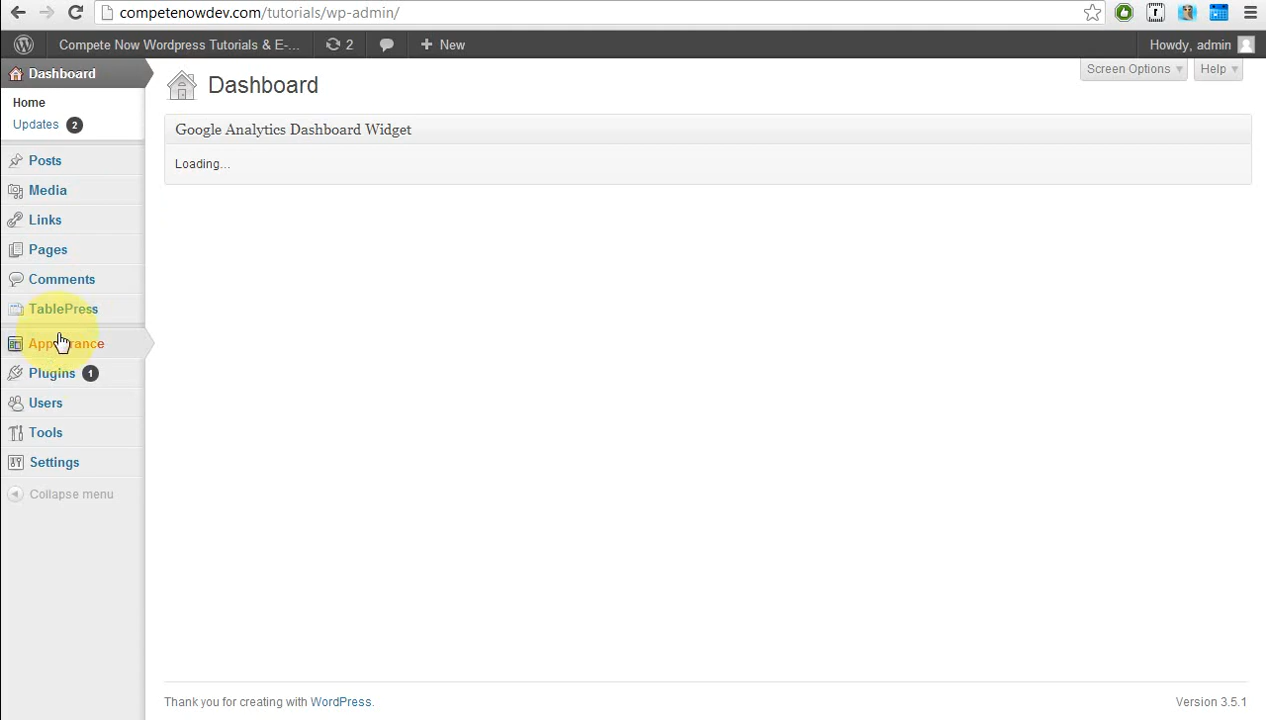 competenowdev.com/tutorials/wp-admin/
Compete Now Wordpress Tutorials & E-... 2 New Howdy, admin
Dashboard
Home
Updates 2
Posts
Media
Links
Pages
Comments
TablePress
Appearance
Plugins 1
Users
Tools
Settings
Collapse menu
Screen Options Help
Dashboard
Google Analytics Dashboard Widget
Loading...
Thank you for creating with WordPress. Version 3.5.1